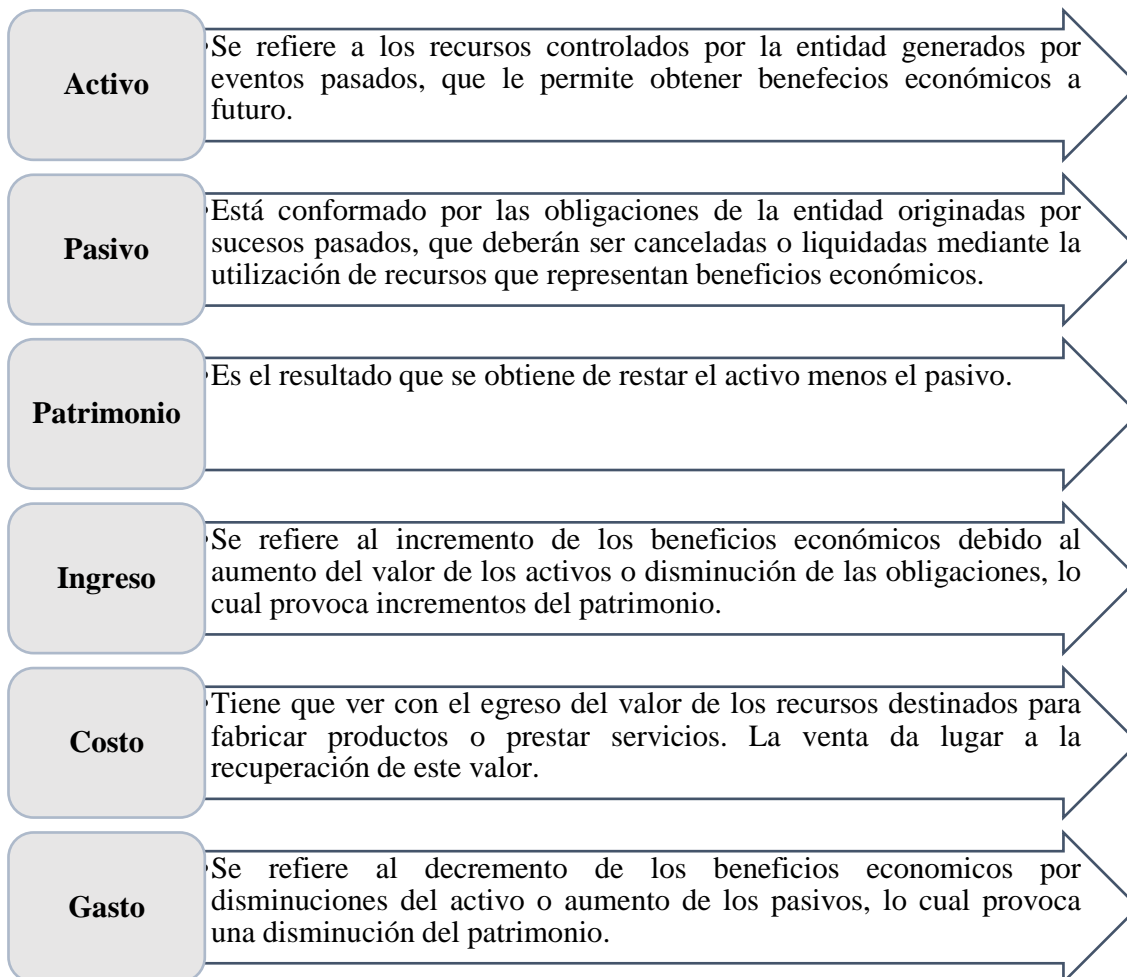 Activo
•Se refiere a los recursos controlados por la entidad generados por
eventos pasados, que le permite obtener benefecios económicos a
futuro.
Pasivo
•Está conformado por las obligaciones de la entidad originadas por
sucesos pasados, que deberán ser canceladas o liquidadas mediante la
utilización de recursos que representan beneficios económicos.
Patrimonio
•Es el resultado que se obtiene de restar el activo menos el pasivo.
Ingreso
•Se refiere al incremento de los beneficios económicos debido al
aumento del valor de los activos o disminución de las obligaciones, lo
cual provoca incrementos del patrimonio.
Costo
•Tiene que ver con el egreso del valor de los recursos destinados para
fabricar productos o prestar servicios. La venta da lugar a la
recuperación de este valor.
Gasto
•Se refiere al decremento de los beneficios economicos por
disminuciones del activo o aumento de los pasivos, lo cual provoca
una disminución del patrimonio.